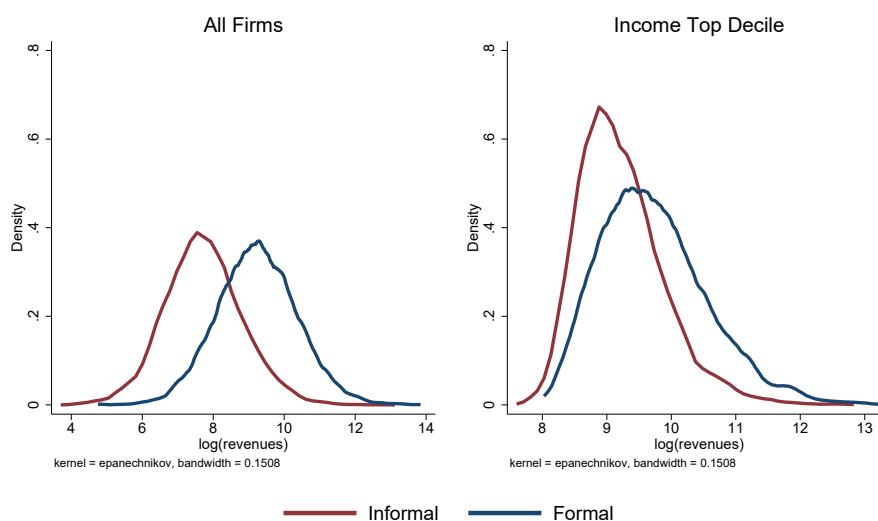 All Firms
.8
.6
.4
.2
0
Density
4 6 8 10 12 14
log(revenues)
kernel = epanechnikov, bandwidth = 0.1508
Income Top Decile
.8
.6
.4
.2
0
Density
8 9 10 11 12 13
log(revenues)
kernel = epanechnikov, bandwidth = 0.1508
Informal Formal